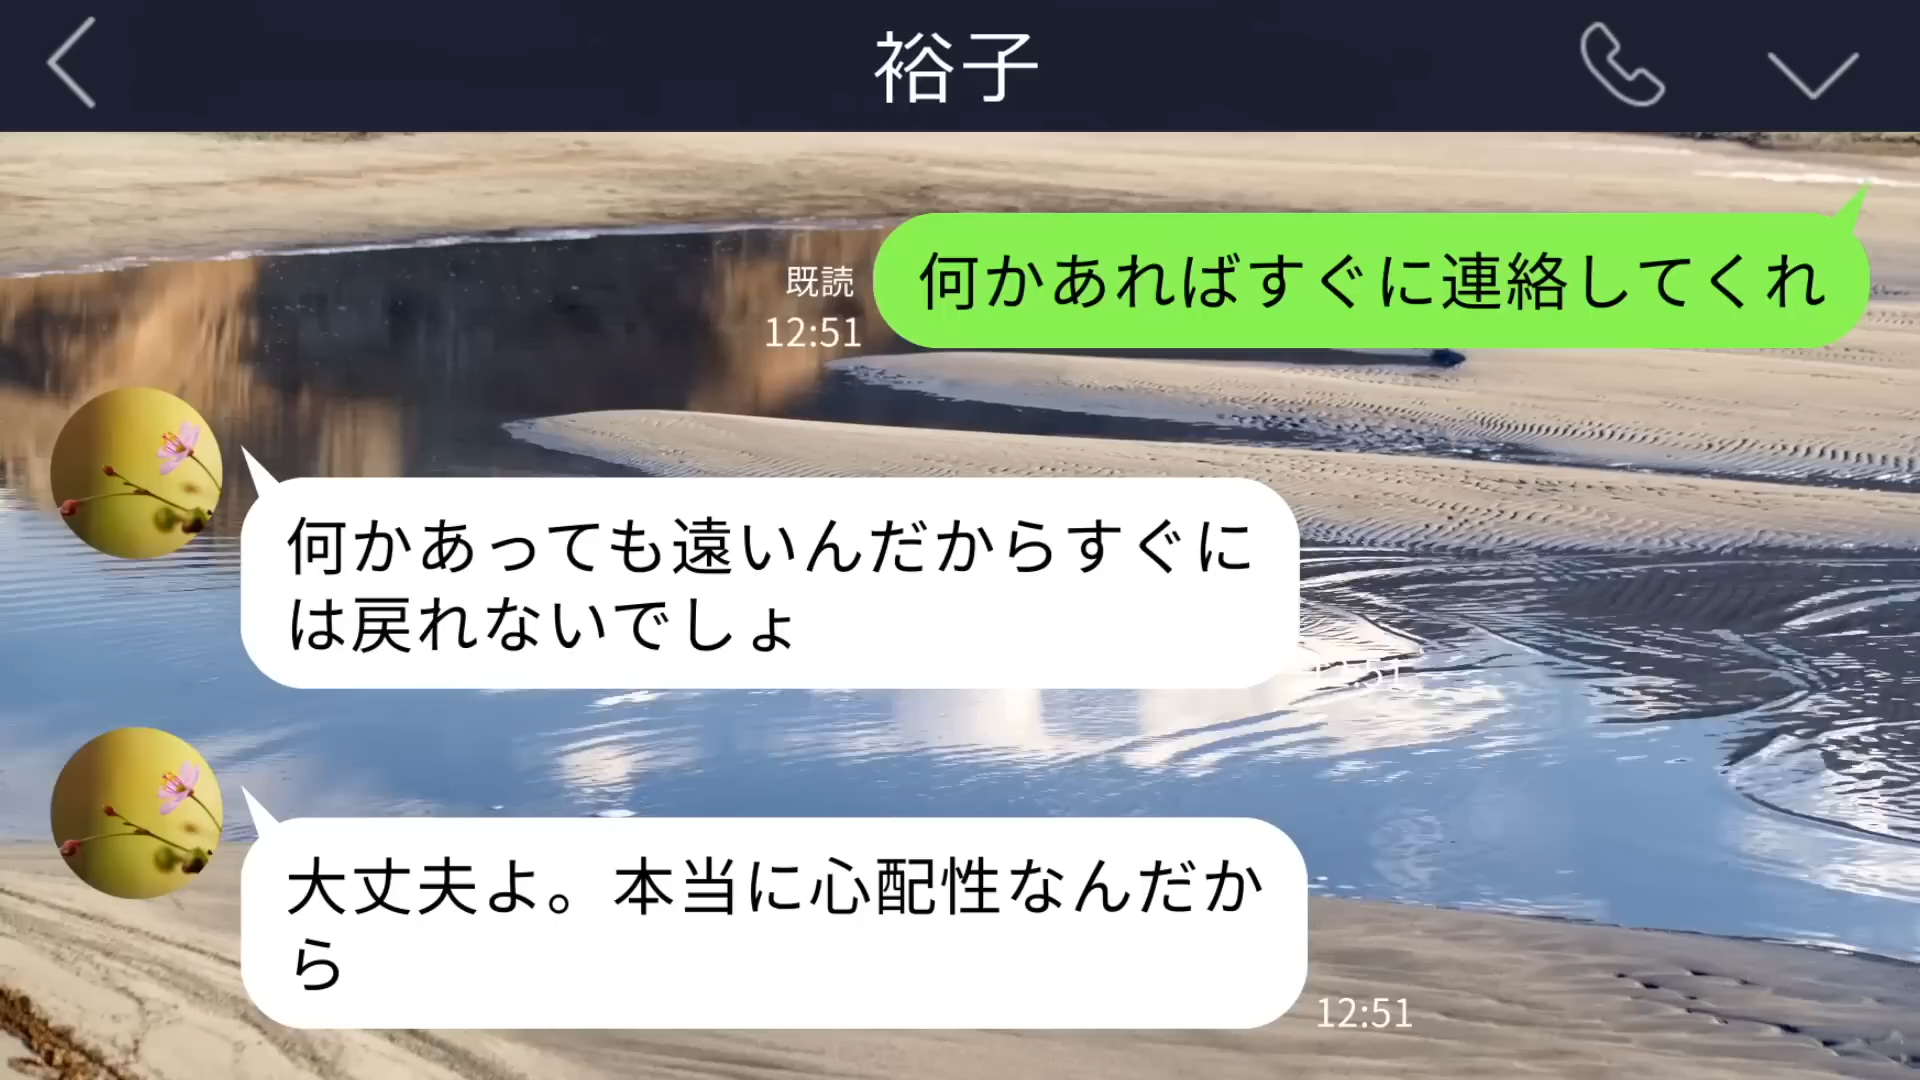 裕子
何かあればすぐに連絡してくれ
既読
12:51
何かあっても遠いんだからすぐに
は戻れないでしょ
12:51
大丈夫よ。本当に心配性なんだか
ら
12:51